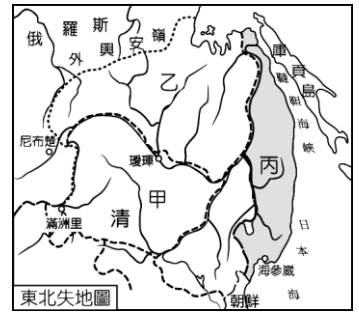 俄羅斯
外興安嶺
乙
庫頁島
韃靼海峽
尼布楚
璦琿
丙
甲
滿洲里
清
日本海
海參崴
朝鮮
東北失地圖